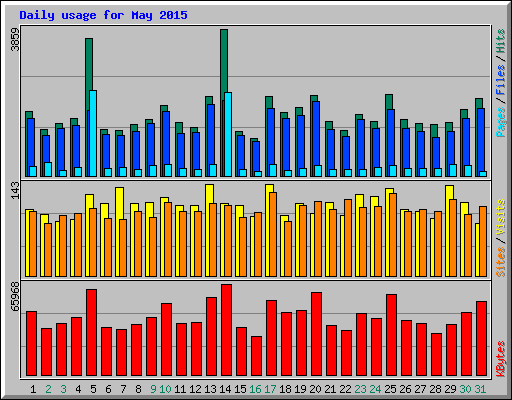 Daily usage for May 2015
3859
Pages / Files / Hits
143
Sites / Visits
65968
KBytes
1 2 3 4 5 6 7 8 9 10 11 12 13 14 15 16 17 18 19 20 21 22 23 24 25 26 27 28 29 30 31